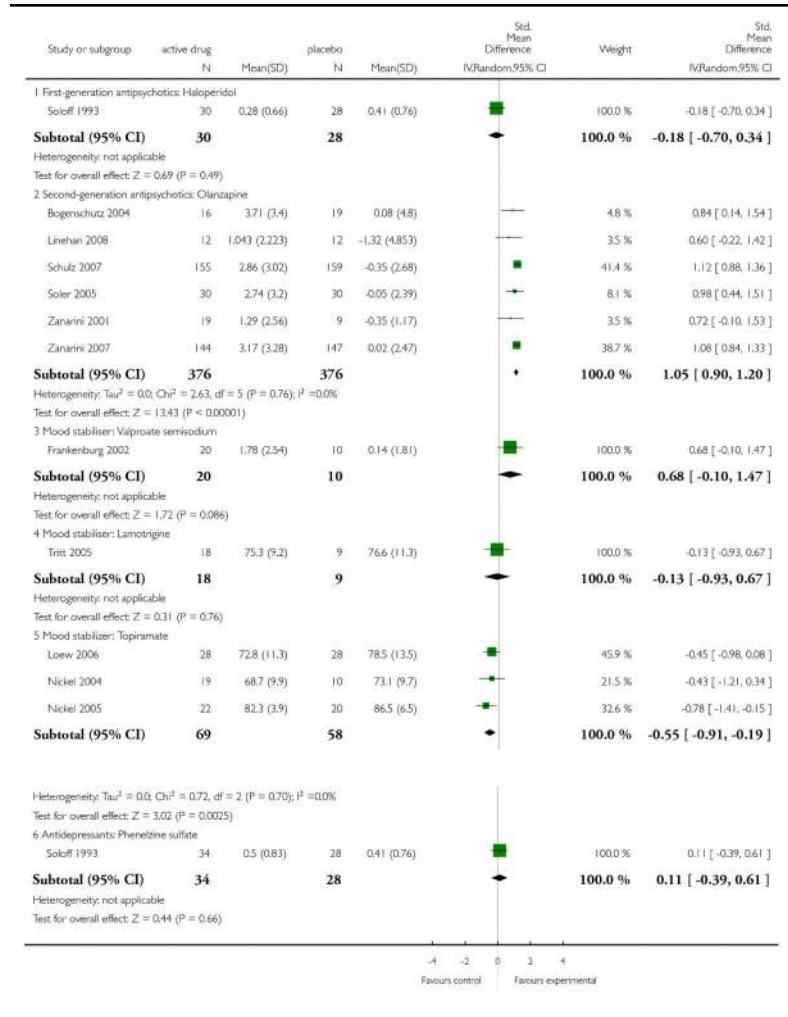 Study or subgroup active drug placebo Std. Mean Difference Weight Std. Mean Difference
N Mean(SD) N Mean(SD) IV,Random,95% CI IV,Random,95% CI
1 First-generation antipsychotics: Haloperidol
Soloff 1993 30 0.28 (0.66) 28 0.41 (0.76) 100.0 % -0.18 [ -0.70, 0.34 ]
Subtotal (95% CI) 30 28 100.0 % -0.18 [ -0.70, 0.34 ]
Heterogeneity: not applicable
Test for overall effect: Z = 0.69 (P = 0.49)
2 Second-generation antipsychotics: Olanzapine
Bogenschutz 2004 16 3.71 (3.4) 19 0.08 (4.8) 4.8 % 0.84 [ 0.14, 1.54 ]
Linehan 2008 12 1.043 (2.223) 12 -1.32 (4.853) 3.5 % 0.60 [ -0.22, 1.42 ]
Schulz 2007 155 2.86 (3.02) 159 -0.35 (2.68) 41.4 % 1.12 [ 0.88, 1.36 ]
Soler 2005 30 2.74 (3.2) 30 -0.05 (2.39) 8.1 % 0.98 [ 0.44, 1.51 ]
Zanarini 2001 19 1.29 (2.56) 9 -0.35 (1.17) 3.5 % 0.72 [ -0.10, 1.53 ]
Zanarini 2007 144 3.17 (3.28) 147 0.02 (2.47) 38.7 % 1.08 [ 0.84, 1.33 ]
Subtotal (95% CI) 376 376 100.0 % 1.05 [ 0.90, 1.20 ]
Heterogeneity: Tau² = 0.0; Chi² = 2.63, df = 5 (P = 0.76); I² =0.0%
Test for overall effect: Z = 13.43 (P < 0.00001)
3 Mood stabiliser: Valproate semisodium
Frankenburg 2002 20 1.78 (2.54) 10 0.14 (1.81) 100.0 % 0.68 [ -0.10, 1.47 ]
Subtotal (95% CI) 20 10 100.0 % 0.68 [ -0.10, 1.47 ]
Heterogeneity: not applicable
Test for overall effect: Z = 1.72 (P = 0.086)
4 Mood stabiliser: Lamotrigine
Tritt 2005 18 75.3 (9.2) 9 76.6 (11.3) 100.0 % -0.13 [ -0.93, 0.67 ]
Subtotal (95% CI) 18 9 100.0 % -0.13 [ -0.93, 0.67 ]
Heterogeneity: not applicable
Test for overall effect: Z = 0.31 (P = 0.76)
5 Mood stabilizer: Topiramate
Loew 2006 28 72.8 (11.3) 28 78.5 (13.5) 45.9 % -0.45 [ -0.98, 0.08 ]
Nickel 2004 19 68.7 (9.9) 10 73.1 (9.7) 21.5 % -0.43 [ -1.21, 0.34 ]
Nickel 2005 22 82.3 (3.9) 20 86.5 (6.5) 32.6 % -0.78 [ -1.41, -0.15 ]
Subtotal (95% CI) 69 58 100.0 % -0.55 [ -0.91, -0.19 ]
Heterogeneity: Tau² = 0.0; Chi² = 0.72, df = 2 (P = 0.70); I² =0.0%
Test for overall effect: Z = 3.02 (P = 0.0025)
6 Antidepressants: Phenelzine sulfate
Soloff 1993 34 0.5 (0.83) 28 0.41 (0.76) 100.0 % 0.11 [ -0.39, 0.61 ]
Subtotal (95% CI) 34 28 100.0 % 0.11 [ -0.39, 0.61 ]
Heterogeneity: not applicable
Test for overall effect: Z = 0.44 (P = 0.66)
-4 -2 0 2 4
Favours control Favours experimental